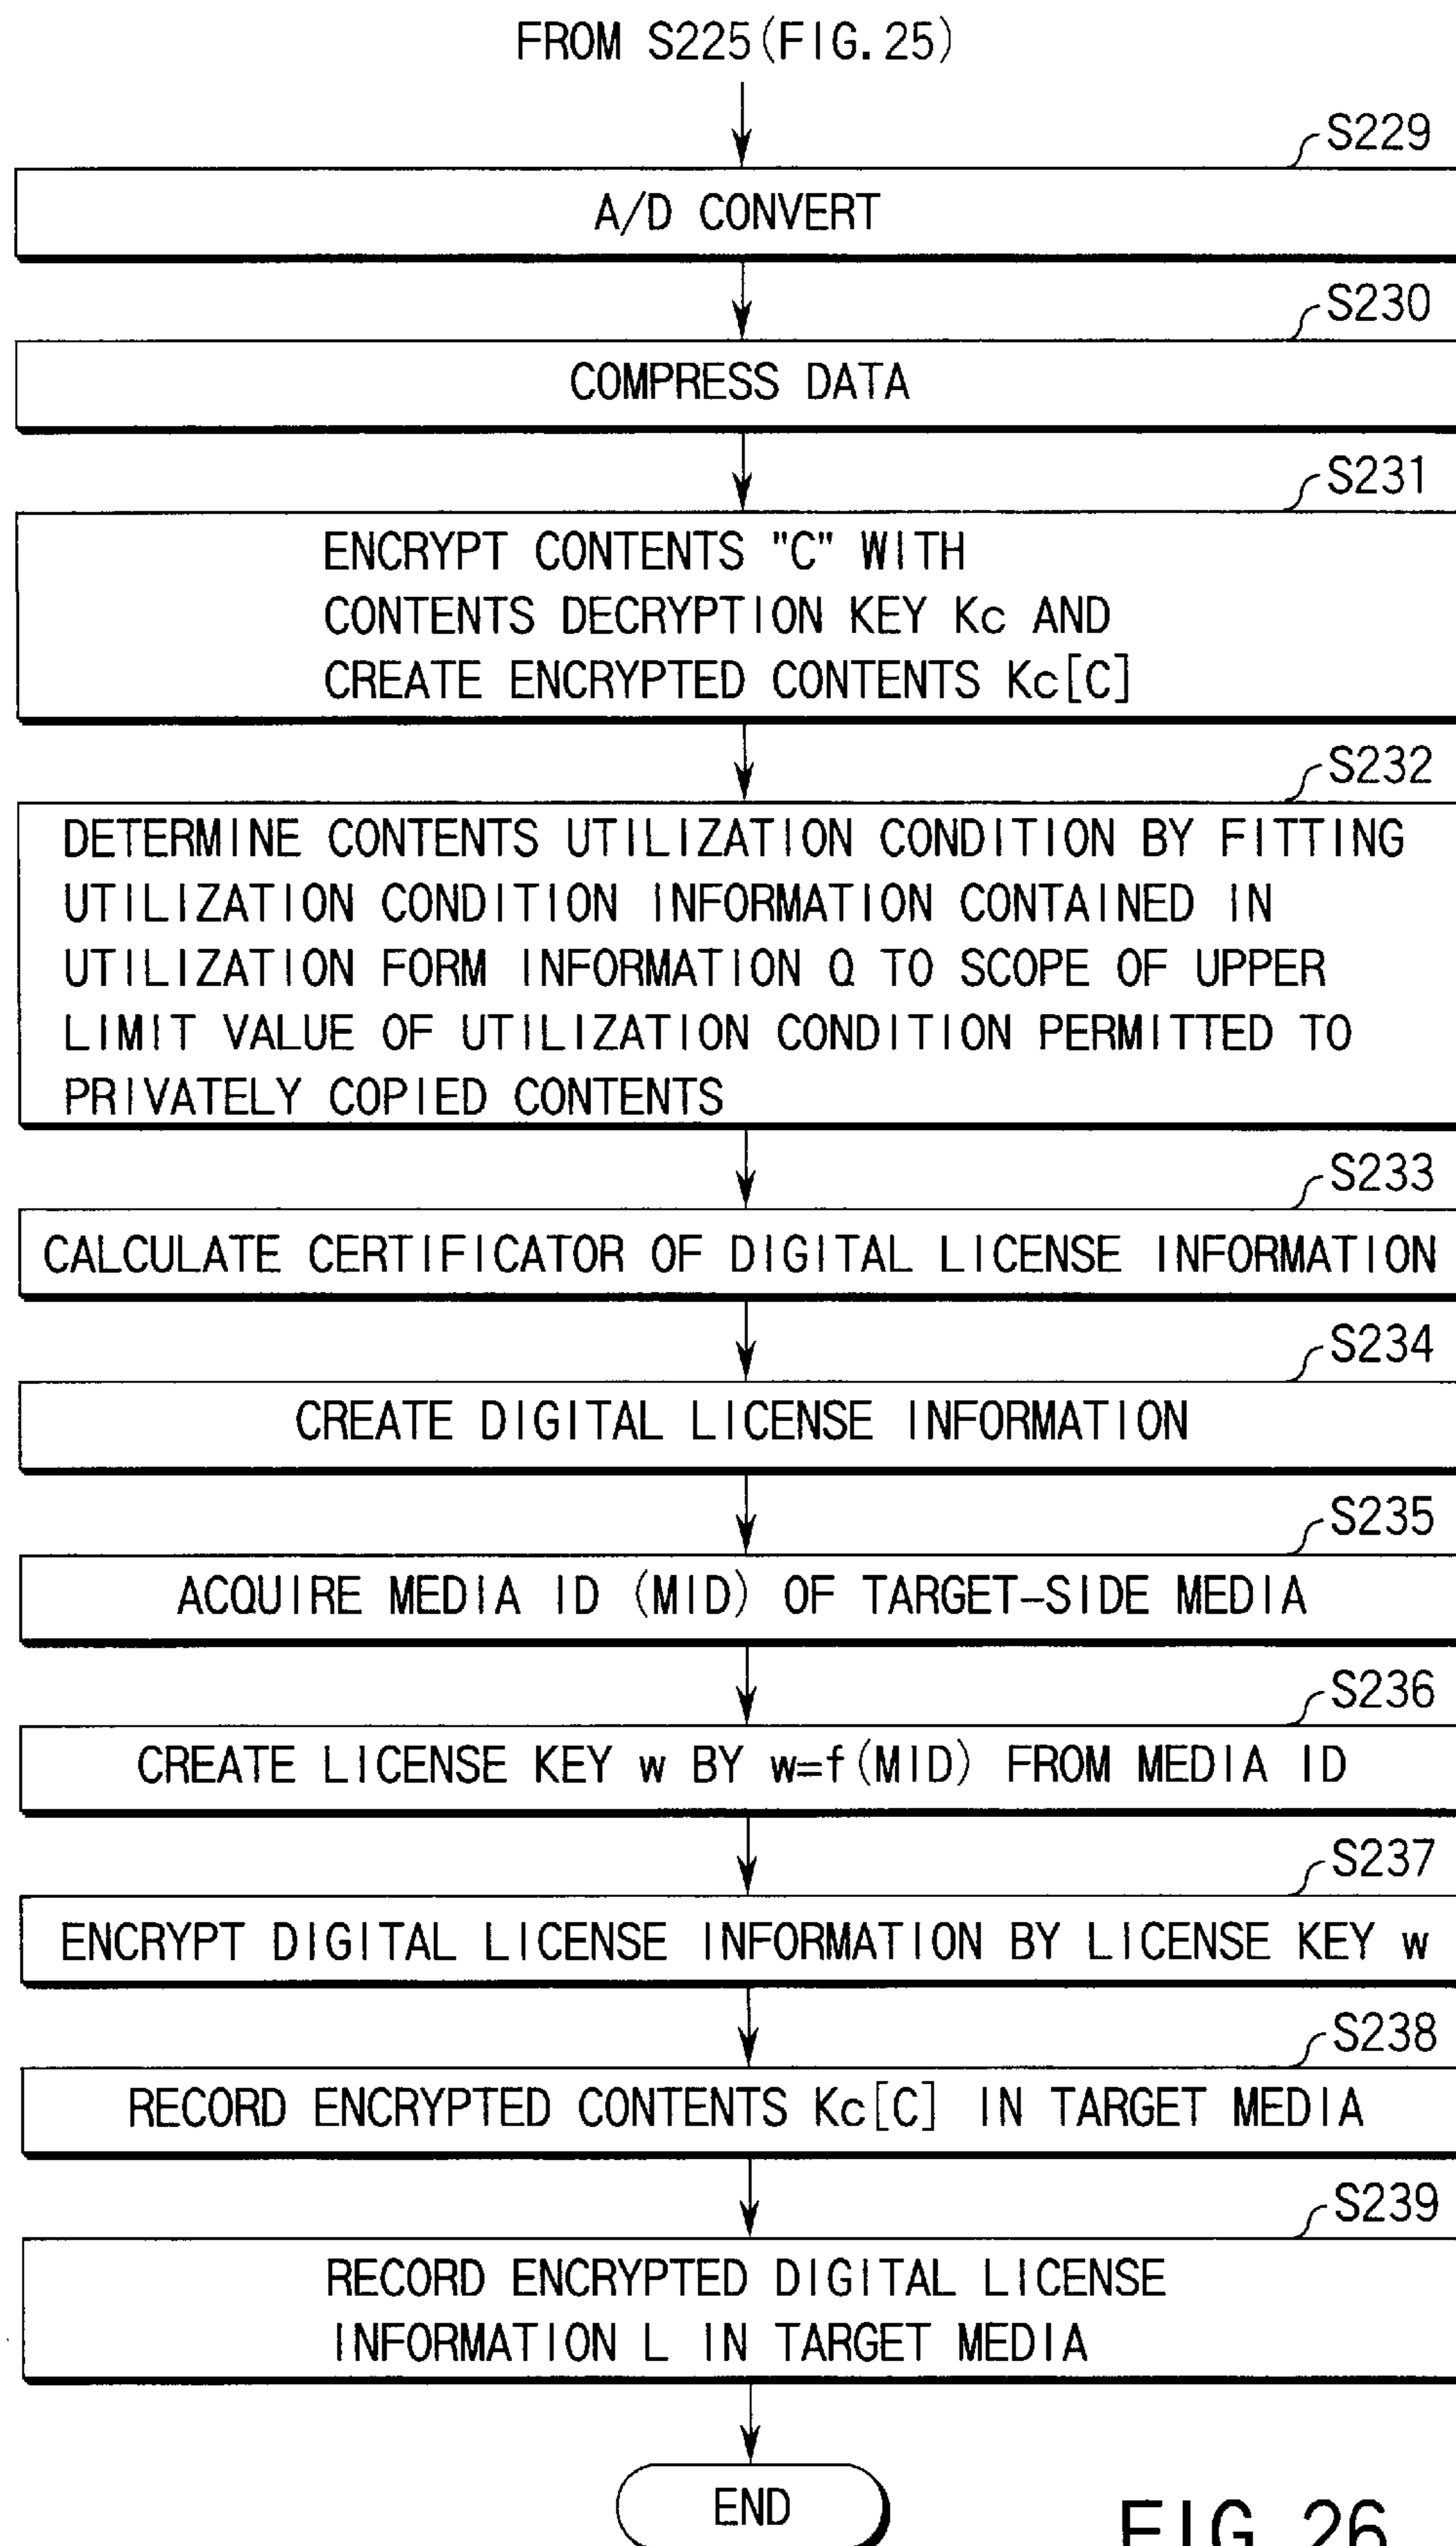 FROM S225(FIG.25)
S229
A/D CONVERT
S230
COMPRESS DATA
S231
ENCRYPT CONTENTS "C" WITH
CONTENTS DECRYPTION KEY Kc AND
CREATE ENCRYPTED CONTENTS Kc[C]
S232
DETERMINE CONTENTS UTILIZATION CONDITION BY FITTING
UTILIZATION CONDITION INFORMATION CONTAINED IN
UTILIZATION FORM INFORMATION Q TO SCOPE OF UPPER
LIMIT VALUE OF UTILIZATION CONDITION PERMITTED TO
PRIVATELY COPIED CONTENTS
S233
CALCULATE CERTIFICATOR OF DIGITAL LICENSE INFORMATION
S234
CREATE DIGITAL LICENSE INFORMATION
S235
ACQUIRE MEDIA ID (MID) OF TARGET-SIDE MEDIA
S236
CREATE LICENSE KEY w BY w=f(MID) FROM MEDIA ID
S237
ENCRYPT DIGITAL LICENSE INFORMATION BY LICENSE KEY w
S238
RECORD ENCRYPTED CONTENTS Kc[C] IN TARGET MEDIA
S239
RECORD ENCRYPTED DIGITAL LICENSE
INFORMATION L IN TARGET MEDIA
END
FIG. 26